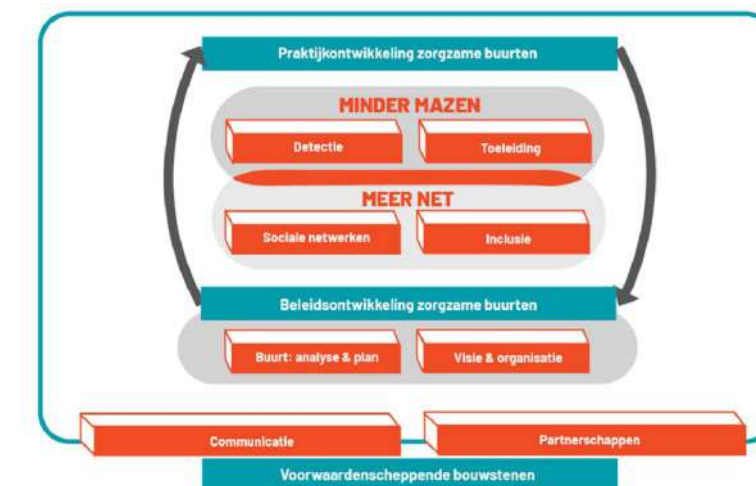 Praktijkontwikkeling zorgzame buurten
MINDER MAZEN
Detectie
Toeleiding
MEER NET
Sociale netwerken
Inclusie
Beleidsontwikkeling zorgzame buurten
Buurt: analyse & plan
Visie & organisatie
Communicatie
Partnerschappen
Voorwaardenscheppende bouwstenen